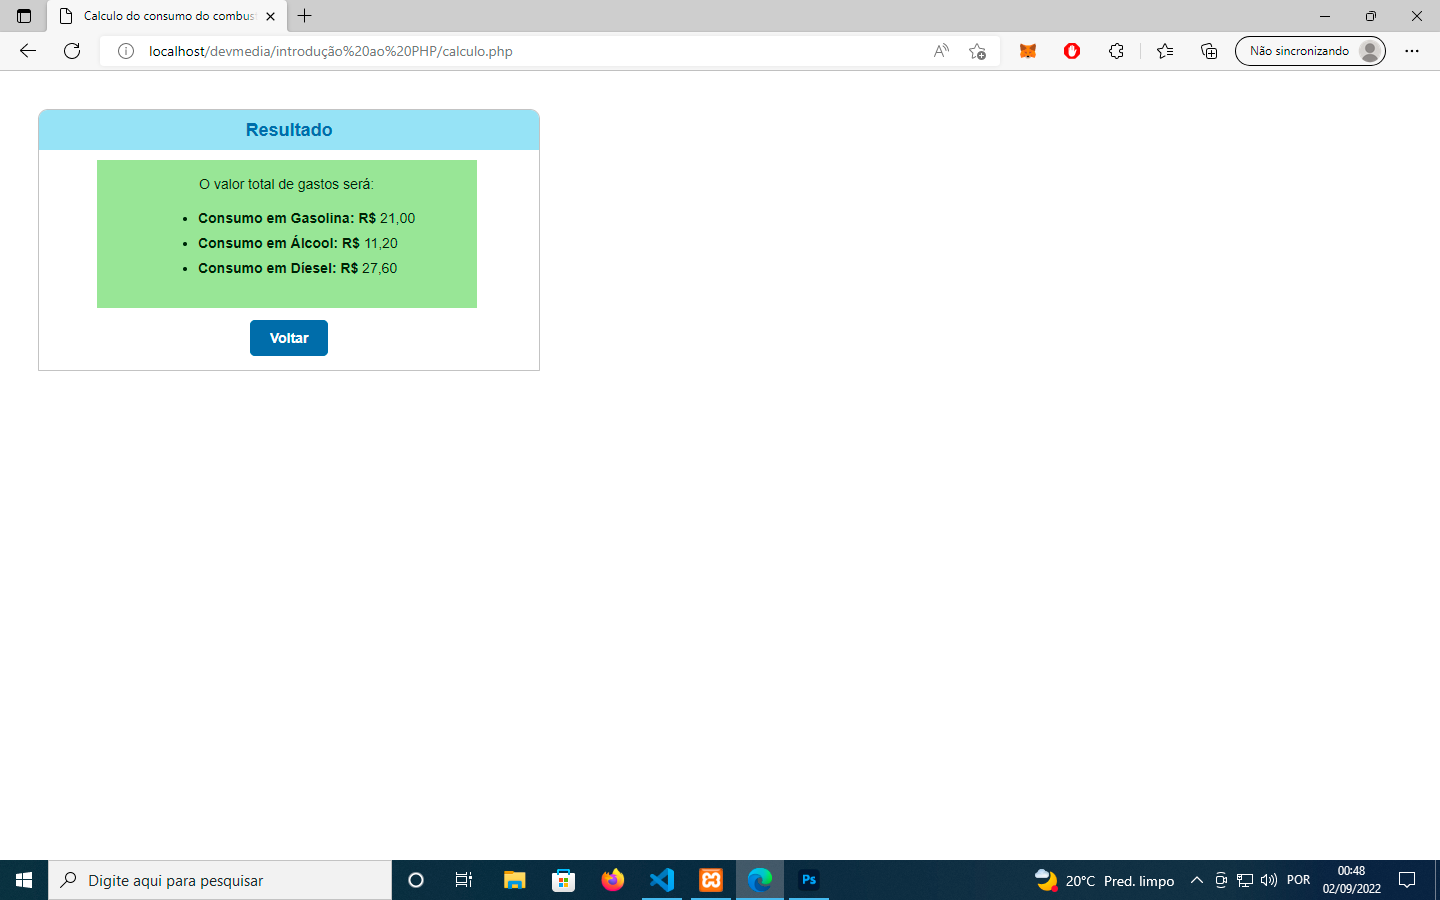 Calculo do consumo do combust
localhost/devmedia/introdução%20ao%20PHP/calculo.php
Não sincronizando
Resultado
O valor total de gastos será:
• Consumo em Gasolina: R$ 21,00
• Consumo em Álcool: R$ 11,20
• Consumo em Diesel: R$ 27,60
Voltar
Digite aqui para pesquisar
Ps
20°C Pred. limpo
POR
00:48
02/09/2022